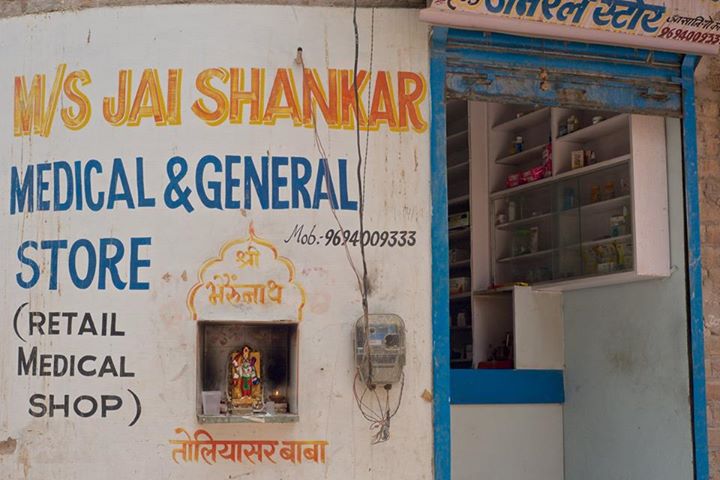 M/S JAI SHANKAR
MEDICAL & GENERAL
STORE
Mob.-9694009333
(RETAIL
MEDICAL
SHOP)
श्री
भेरुंनाथ
तोलियासर बाबा
जनरल स्टोर
9694009333